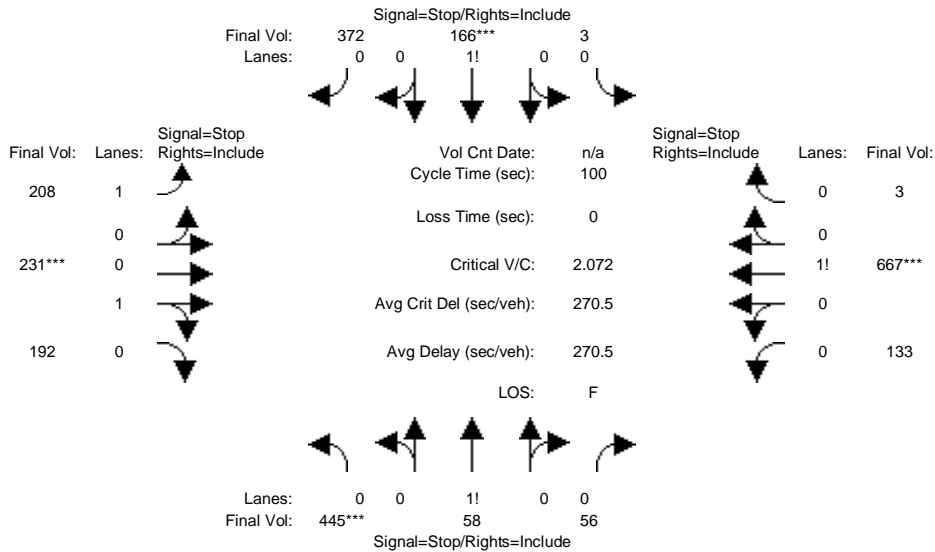 Signal=Stop/Rights=Include
Final Vol: 372 166*** 3
Lanes: 0 0 1! 0 0
Signal=Stop
Final Vol: Lanes: Rights=Include
Vol Cnt Date: n/a
Signal=Stop
Rights=Include Lanes: Final Vol:
Cycle Time (sec): 100
208 1
0 3
Loss Time (sec): 0
0
0
231*** 0
Critical V/C: 2.072
1! 667***
1
Avg Crit Del (sec/veh): 270.5
0
192 0
Avg Delay (sec/veh): 270.5
0 133
LOS: F
Lanes: 0 0 1! 0 0
Final Vol: 445*** 58 56
Signal=Stop/Rights=Include